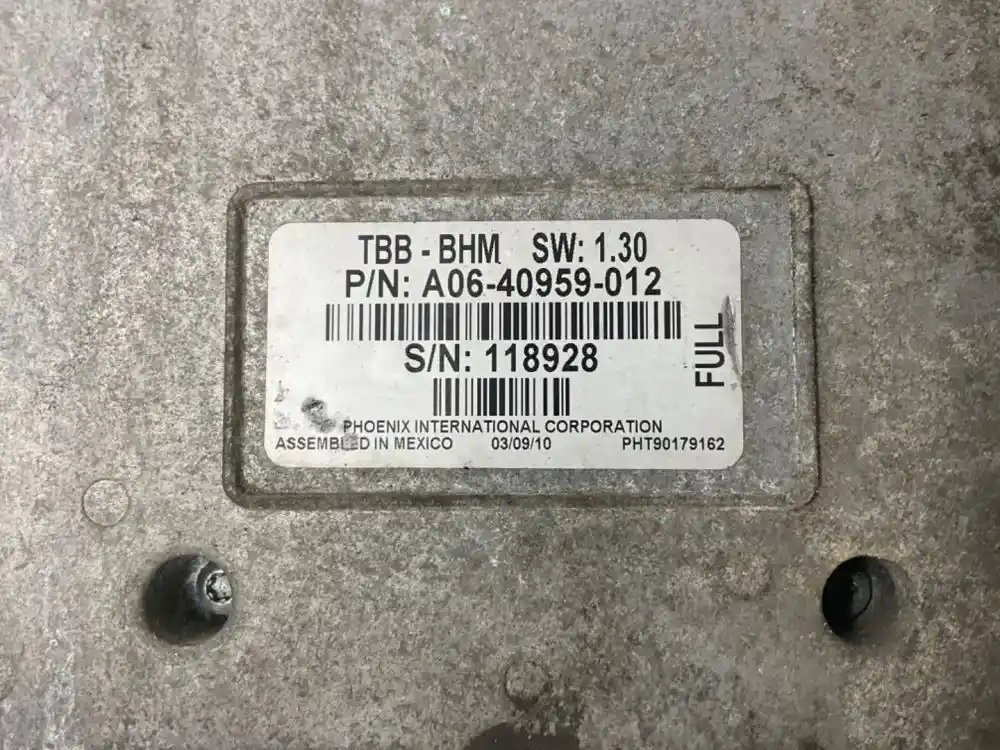 TBB - BHM SW: 1.30
P/N: A06-40959-012
S/N: 118928
FULL
PHOENIX INTERNATIONAL CORPORATION
ASSEMBLED IN MEXICO 03/09/10 PHT90179162